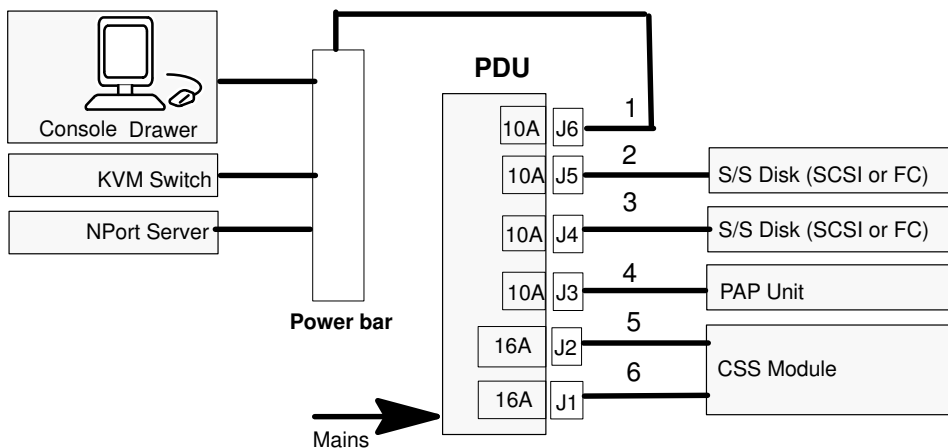 Console Drawer
KVM Switch
NPort Server
Power bar
PDU
10A J6 1
10A J5 2 S/S Disk (SCSI or FC)
10A J4 3 S/S Disk (SCSI or FC)
10A J3 4 PAP Unit
16A J2 5
CSS Module
16A J1 6
Mains